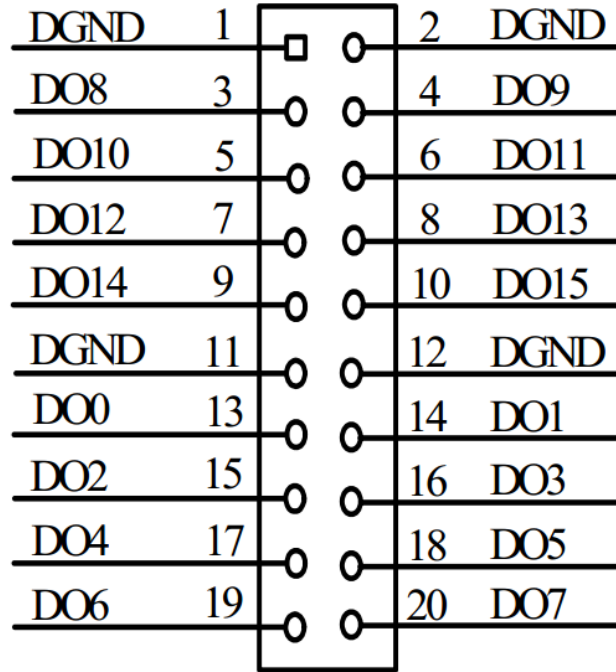 DGND 1 2 DGND
DO8 3 4 DO9
DO10 5 6 DO11
DO12 7 8 DO13
DO14 9 10 DO15
DGND 11 12 DGND
DO0 13 14 DO1
DO2 15 16 DO3
DO4 17 18 DO5
DO6 19 20 DO7